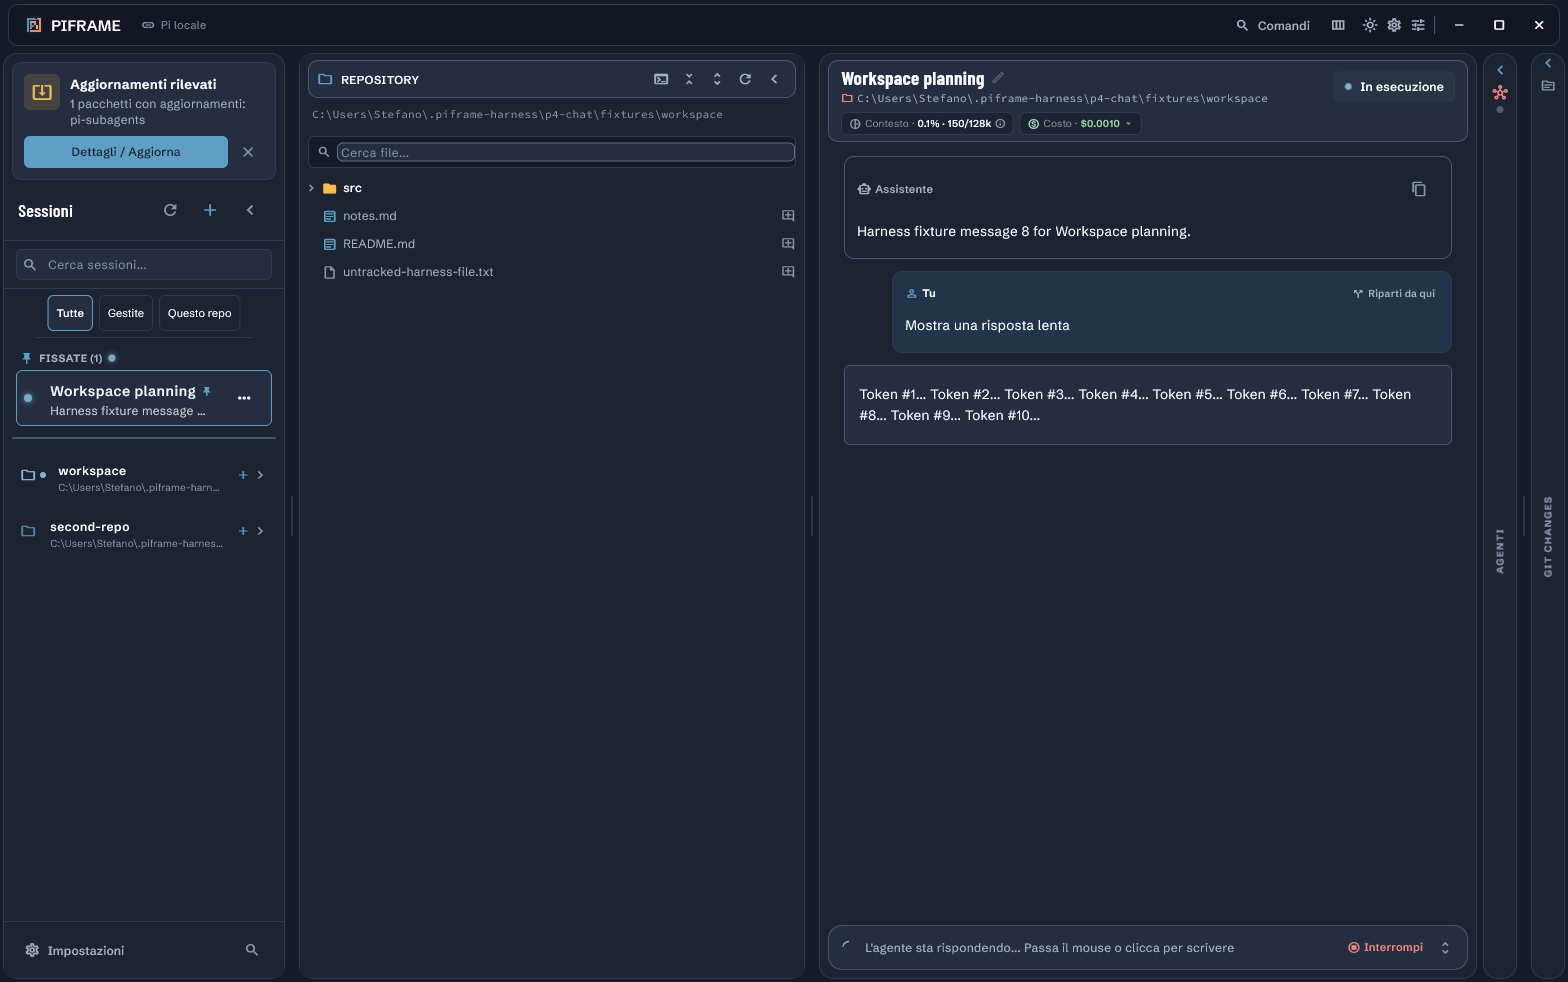 PIFRAME
Pi locale
Comandi
Aggiornamenti rilevati
1 pacchetti con aggiornamenti:
pi-subagents
Dettagli / Aggiorna
Sessioni
Cerca sessioni...
Tutte
Gestite
Questo repo
FISSATE (1)
Workspace planning
Harness fixture message ...
workspace
C:\Users\Stefano\.piframe-harn...
second-repo
C:\Users\Stefano\.piframe-harnes...
Impostazioni
REPOSITORY
C:\Users\Stefano\.piframe-harness\p4-chat\fixtures\workspace
Cerca file...
src
notes.md
README.md
untracked-harness-file.txt
Workspace planning
C:\Users\Stefano\.piframe-harness\p4-chat\fixtures\workspace
Contesto · 0.1% • 150/128k
Costo · $0.0010
In esecuzione
Assistente
Harness fixture message 8 for Workspace planning.
Tu
Riparti da qui
Mostra una risposta lenta
Token #1... Token #2... Token #3... Token #4... Token #5... Token #6... Token #7... Token
#8... Token #9... Token #10...
L'agente sta rispondendo... Passa il mouse o clicca per scrivere
Interrompi
AGENTI
GIT CHANGES